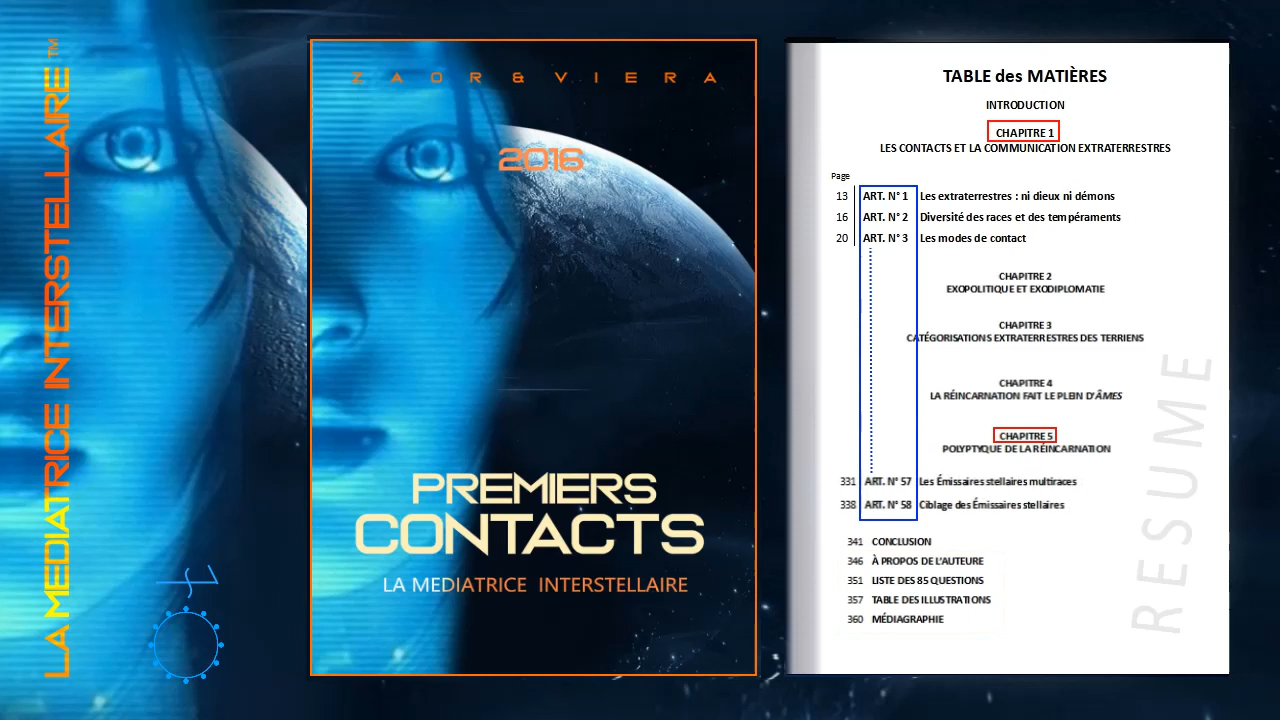 LA MEDIATRICE INTERSTELLAIRE™
ZAOR & VIERA
2016
PREMIERS
CONTACTS
LA MEDIATRICE INTERSTELLAIRE
TABLE des MATIÈRES
INTRODUCTION
CHAPITRE 1
LES CONTACTS ET LA COMMUNICATION EXTRATERRESTRES
Page
13 ART. N° 1 Les extraterrestres : ni dieux ni démons
16 ART. N° 2 Diversité des races et des tempéraments
20 ART. N° 3 Les modes de contact
CHAPITRE 2
EXOPOLITIQUE ET EXODIPLOMATIE
CHAPITRE 3
CATÉGORISATIONS EXTRATERRESTRES DES TERRIENS
CHAPITRE 4
LA RÉINCARNATION FAIT LE PLEIN D'ÂMES
CHAPITRE 5
POLYPTYQUE DE LA RÉINCARNATION
331 ART. N° 57 Les Émissaires stellaires multiraces
338 ART. N° 58 Ciblage des Émissaires stellaires
341 CONCLUSION
346 À PROPOS DE L'AUTEURE
351 LISTE DES 85 QUESTIONS
357 TABLE DES ILLUSTRATIONS
360 MÉDIAGRAPHIE
RESUME